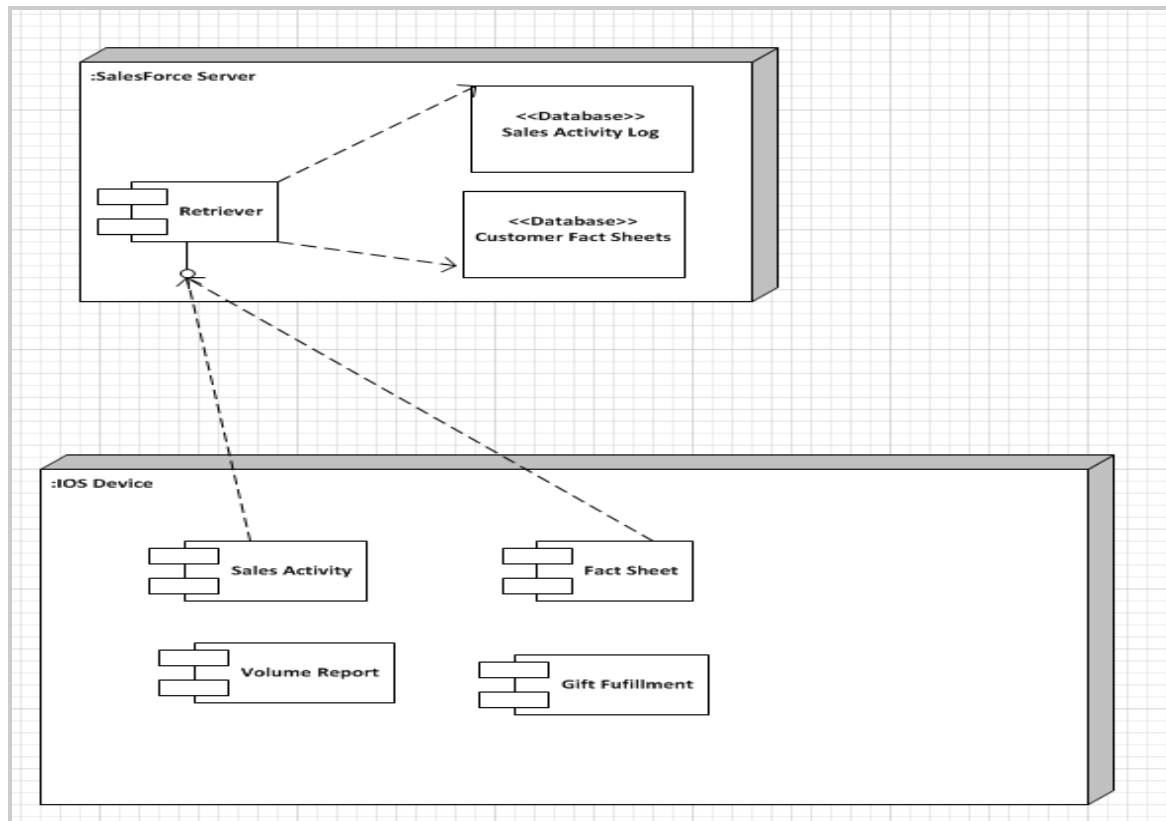 :SalesForce Server
<<Database>>
Sales Activity Log
Retriever
<<Database>>
Customer Fact Sheets
:IOS Device
Sales Activity
Fact Sheet
Volume Report
Gift Fufillment